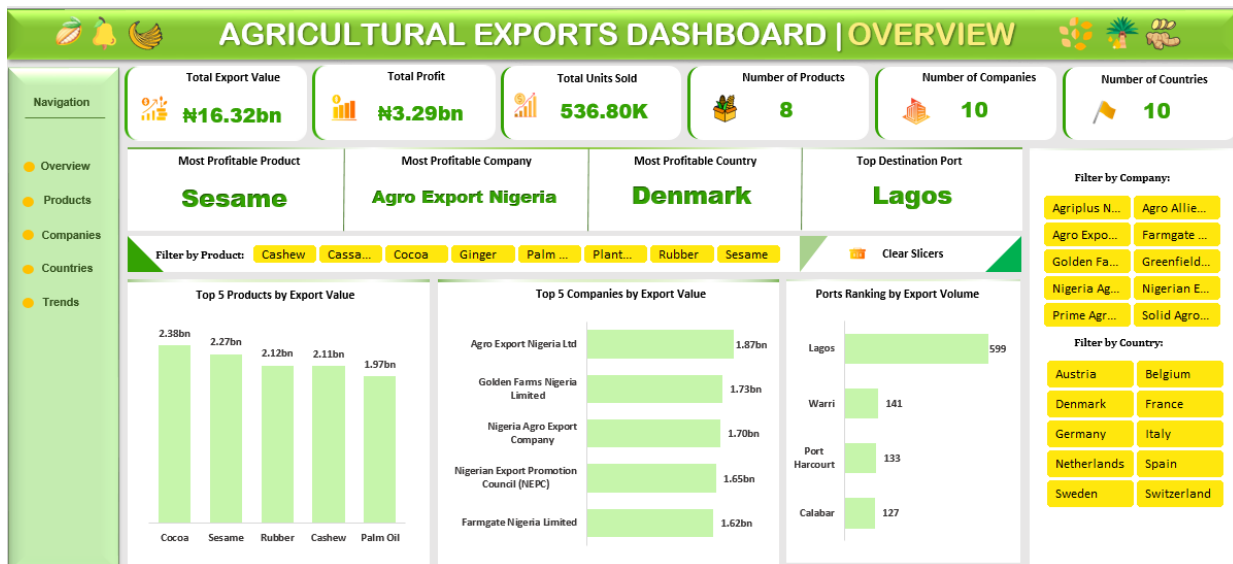 AGRICULTURAL EXPORTS DASHBOARD | OVERVIEW
Navigation
Overview
Products
Companies
Countries
Trends
Total Export Value
₦16.32bn
Total Profit
₦3.29bn
Total Units Sold
536.80K
Number of Products
8
Number of Companies
10
Number of Countries
10
Most Profitable Product
Sesame
Most Profitable Company
Agro Export Nigeria
Most Profitable Country
Denmark
Top Destination Port
Lagos
Filter by Product:
Cashew
Cassa...
Cocoa
Ginger
Palm ...
Plant...
Rubber
Sesame
Clear Slicers
Top 5 Products by Export Value
2.38bn
2.27bn
2.12bn
2.11bn
1.97bn
Cocoa
Sesame
Rubber
Cashew
Palm Oil
Top 5 Companies by Export Value
Agro Export Nigeria Ltd
1.87bn
Golden Farms Nigeria
Limited
1.73bn
Nigeria Agro Export
Company
1.70bn
Nigerian Export Promotion
Council (NEPC)
1.65bn
Farmgate Nigeria Limited
1.62bn
Ports Ranking by Export Volume
Lagos
599
Warri
141
Port
Harcourt
133
Calabar
127
Filter by Company:
Agriplus N...
Agro Allie...
Agro Expo...
Farmgate ...
Golden Fa...
Greenfield...
Nigeria Ag...
Nigerian E...
Prime Agr...
Solid Agro...
Filter by Country:
Austria
Belgium
Denmark
France
Germany
Italy
Netherlands
Spain
Sweden
Switzerland